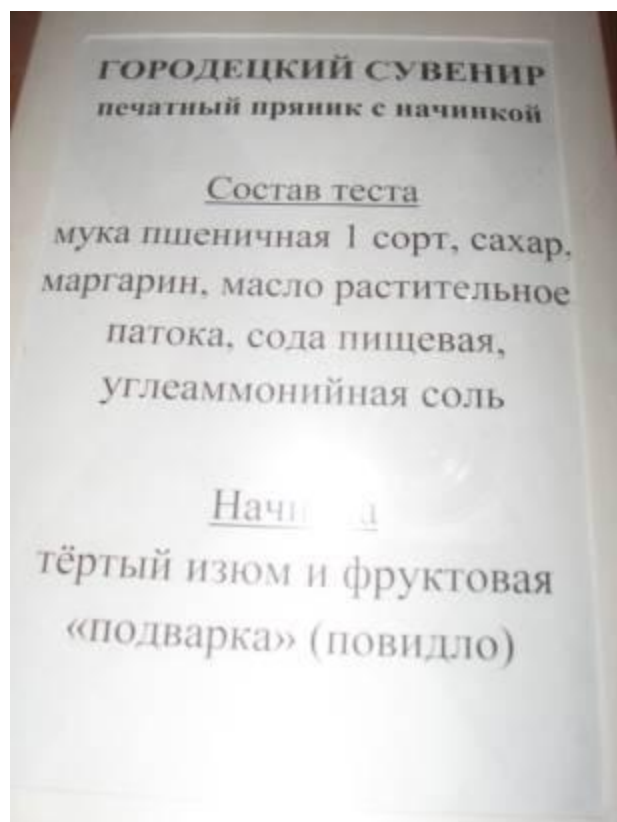 ГОРОДЕЦКИЙ СУВЕНИР
печатный пряник с начинкой
Состав теста
мука пшеничная 1 сорт, сахар,
маргарин, масло растительное
патока, сода пищевая,
углеаммонийная соль
тёртый изюм и фруктовая
«подварка» (повидло)